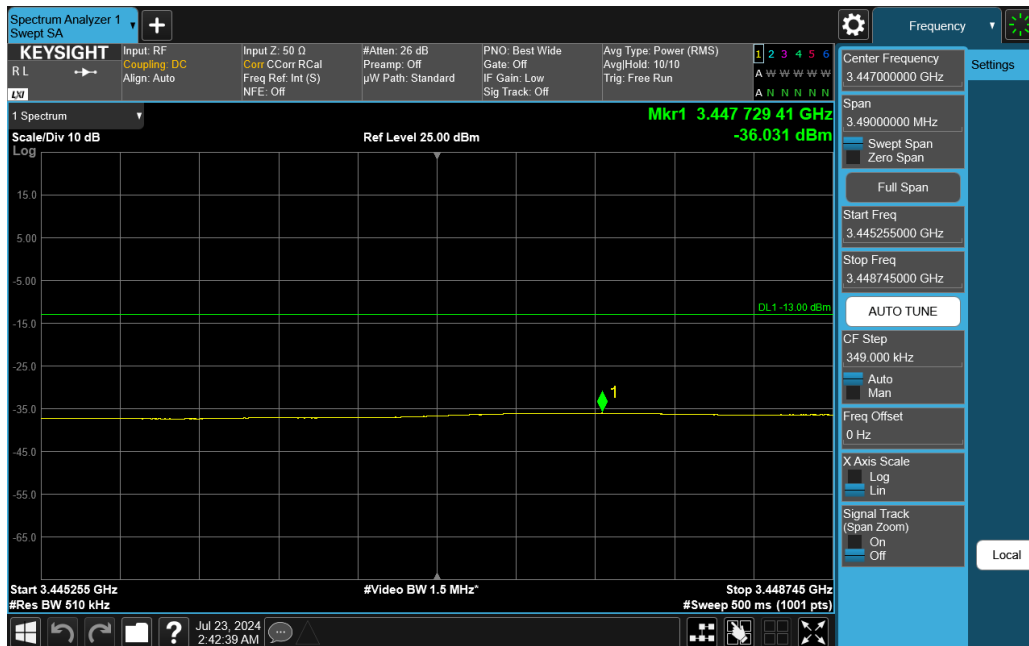 Spectrum Analyzer 1
Swept SA
Frequency
Settings
KEYSIGHT
R L
LXI
Input: RF
Coupling: DC
Align: Auto
Input Z: 50 Ω
Corr CCorr RCal
Freq Ref: Int (S)
NFE: Off
#Atten: 26 dB
Preamp: Off
µW Path: Standard
PNO: Best Wide
Gate: Off
IF Gain: Low
Sig Track: Off
Avg Type: Power (RMS)
Avg|Hold: 10/10
Trig: Free Run
1 2 3 4 5 6
A W W W W W
A N N N N N
1 Spectrum
Scale/Div 10 dB
Log
Ref Level 25.00 dBm
Mkr1 3.447 729 41 GHz
-36.031 dBm
15.0
5.00
-5.00
-15.0
-25.0
-35.0
-45.0
-55.0
-65.0
DL1 -13.00 dBm
1
Start 3.445255 GHz
#Res BW 510 kHz
#Video BW 1.5 MHz*
Stop 3.448745 GHz
#Sweep 500 ms (1001 pts)
Center Frequency
3.447000000 GHz
Span
3.49000000 MHz
Swept Span
Zero Span
Full Span
Start Freq
3.445255000 GHz
Stop Freq
3.448745000 GHz
AUTO TUNE
CF Step
349.000 kHz
Auto
Man
Freq Offset
0 Hz
X Axis Scale
Log
Lin
Signal Track
(Span Zoom)
On
Off
Local
?
Jul 23, 2024
2:42:39 AM